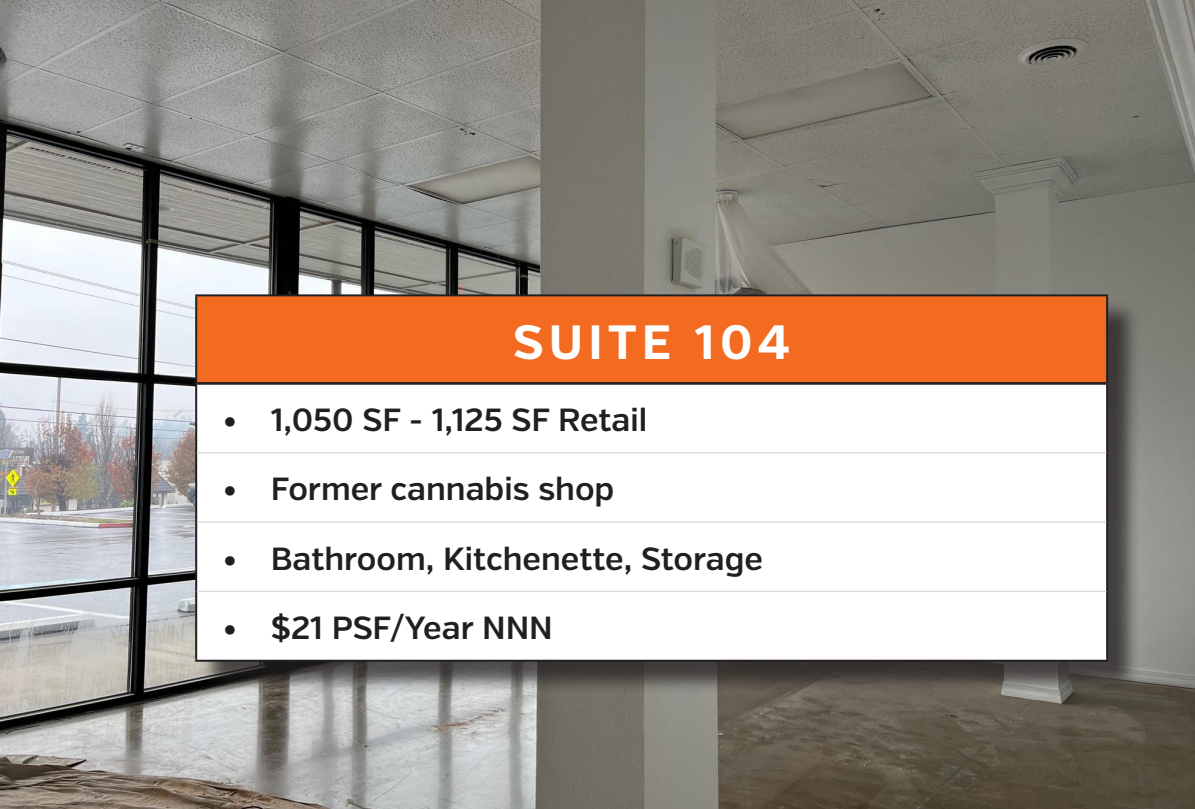 SUITE 104
• 1,050 SF - 1,125 SF Retail
• Former cannabis shop
• Bathroom, Kitchenette, Storage
• $21 PSF/Year NNN